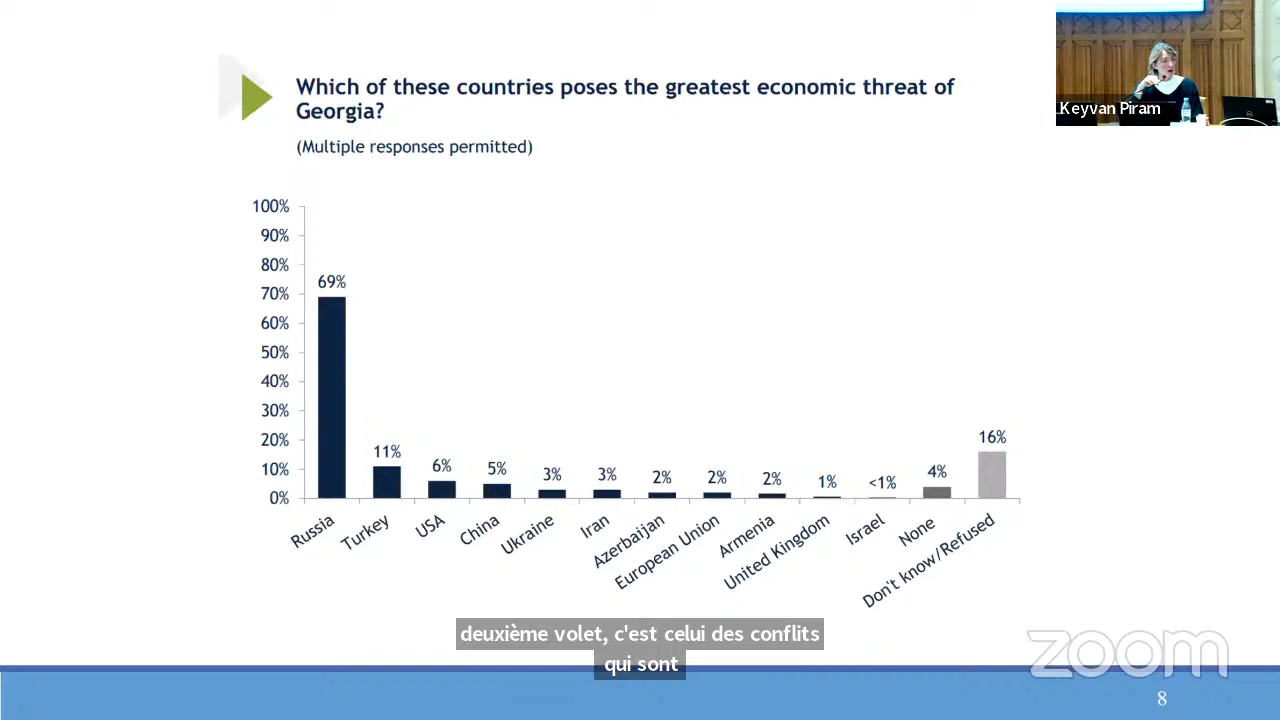 Which of these countries poses the greatest economic threat of
Georgia?
(Multiple responses permitted)
Keyvan Piram
100%
90%
80%
70%
60%
50%
40%
30%
20%
10%
0%
69%
11%
6%
5%
3%
3%
2%
2%
2%
1%
<1%
4%
16%
Russia
Turkey
USA
China
Ukraine
Iran
Azerbaijan
European Union
Armenia
United Kingdom
Israel
None
Don't know/Refused
deuxième volet, c'est celui des conflits
qui sont
zoom
8